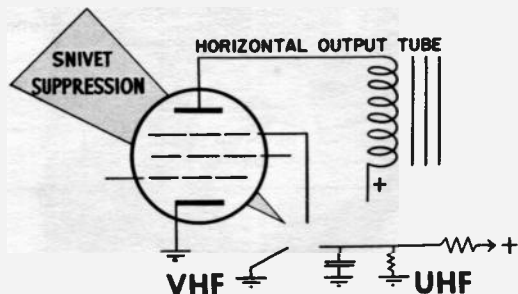 SNIVET
SUPPRESSION
HORIZONTAL OUTPUT TUBE
+
+
VHF
UHF